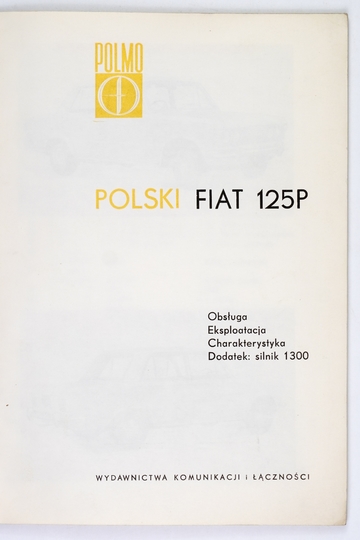 POLMO
POLSKI FIAT 125P
Obsługa
Eksploatacja
Charakterystyka
Dodatek: silnik 1300
WYDAWNICTWA KOMUNIKACJI I ŁĄCZNOŚCI